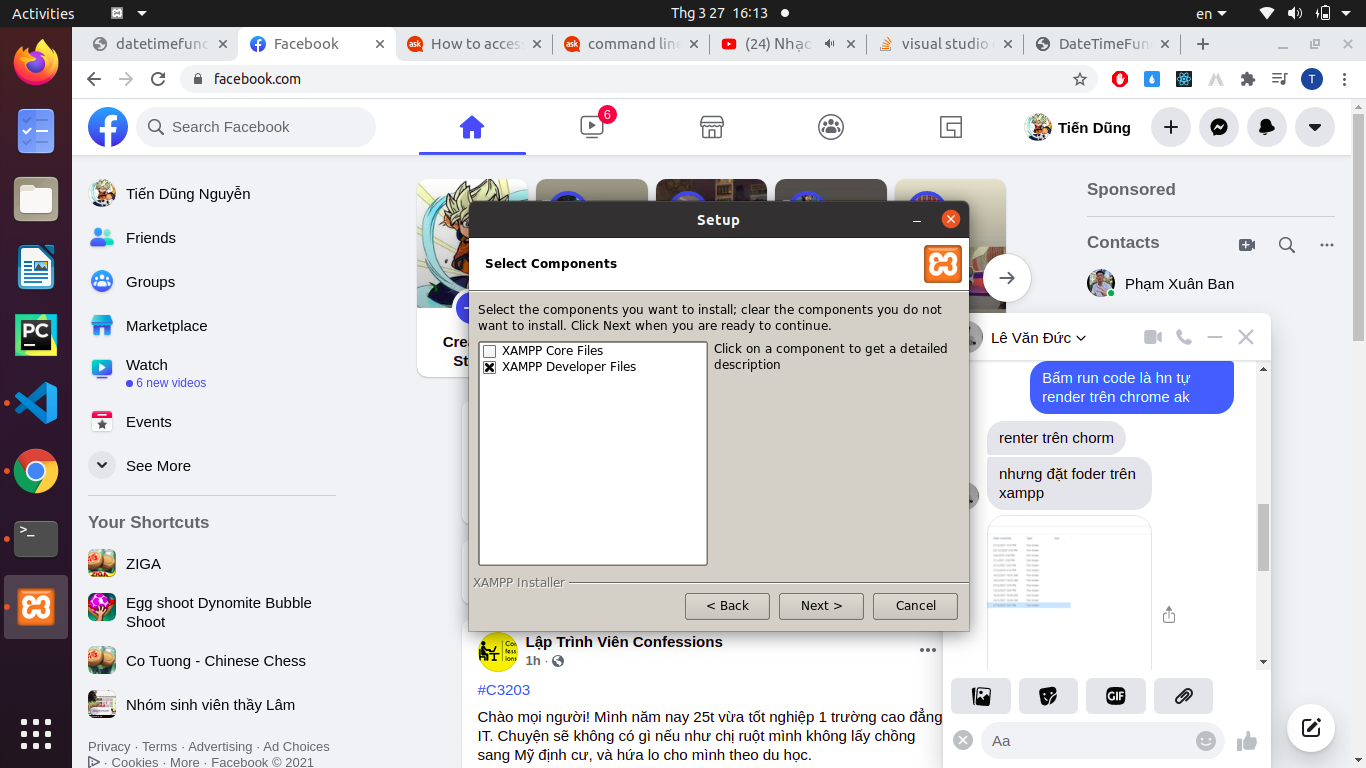 Activities
Thg 3 27 16:13
en
datetimefunc
Facebook
How to acces
command line
(24) Nhạc
visual studio
DateTimeFun
facebook.com
T
Search Facebook
6
Tiến Dũng
Tiến Dũng Nguyễn
Friends
Groups
Marketplace
Watch
6 new videos
Events
See More
Your Shortcuts
ZIGA
Egg shoot Dynomite Bubble
Shoot
Co Tuong - Chinese Chess
Nhóm sinh viên thầy Lâm
Privacy · Terms · Advertising · Ad Choices
· Cookies · More · Facebook © 2021
Setup
Select Components
Select the components you want to install; clear the components you do not
want to install. Click Next when you are ready to continue.
XAMPP Core Files
XAMPP Developer Files
Click on a component to get a detailed
description
XAMPP Installer
< Back
Next >
Cancel
Lập Trình Viên Confessions
1h ·
#C3203
Chào mọi người! Mình năm nay 25t vừa tốt nghiệp 1 trường cao đẳng
IT. Chuyện sẽ không có gì nếu như chị ruột mình không lấy chồng
sang Mỹ định cư, và hứa lo cho mình theo du học.
Sponsored
Contacts
Phạm Xuân Ban
Lê Văn Đức
Bấm run code là hn tự
render trên chrome ak
renter trên chorm
nhưng đặt foder trên
xampp
GIF
Aa